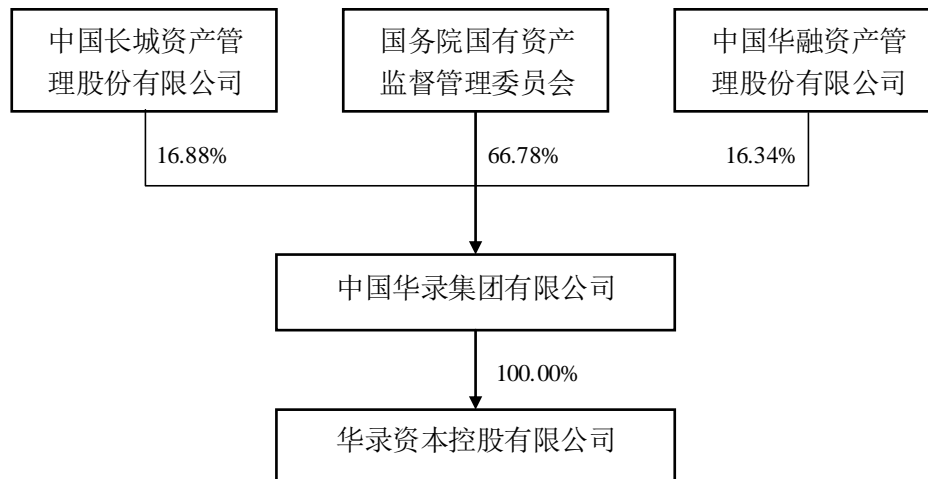 中国长城资产管
理股份有限公司
国务院国有资产
监督管理委员会
中国华融资产管
理股份有限公司
16.88%
66.78%
16.34%
中国华录集团有限公司
100.00%
华录资本控股有限公司